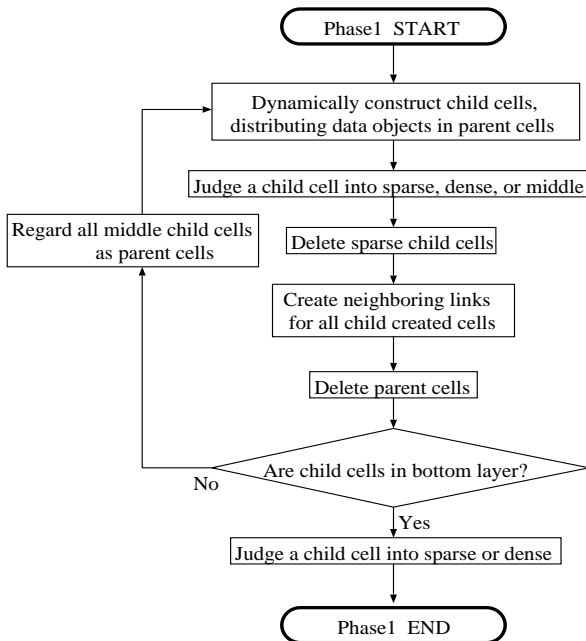 Phase1 START
Dynamically construct child cells,
distributing data objects in parent cells
Judge a child cell into sparse, dense, or middle
Regard all middle child cells
as parent cells
Delete sparse child cells
Create neighboring links
for all child created cells
Delete parent cells
Are child cells in bottom layer?
No
Yes
Judge a child cell into sparse or dense
Phase1 END